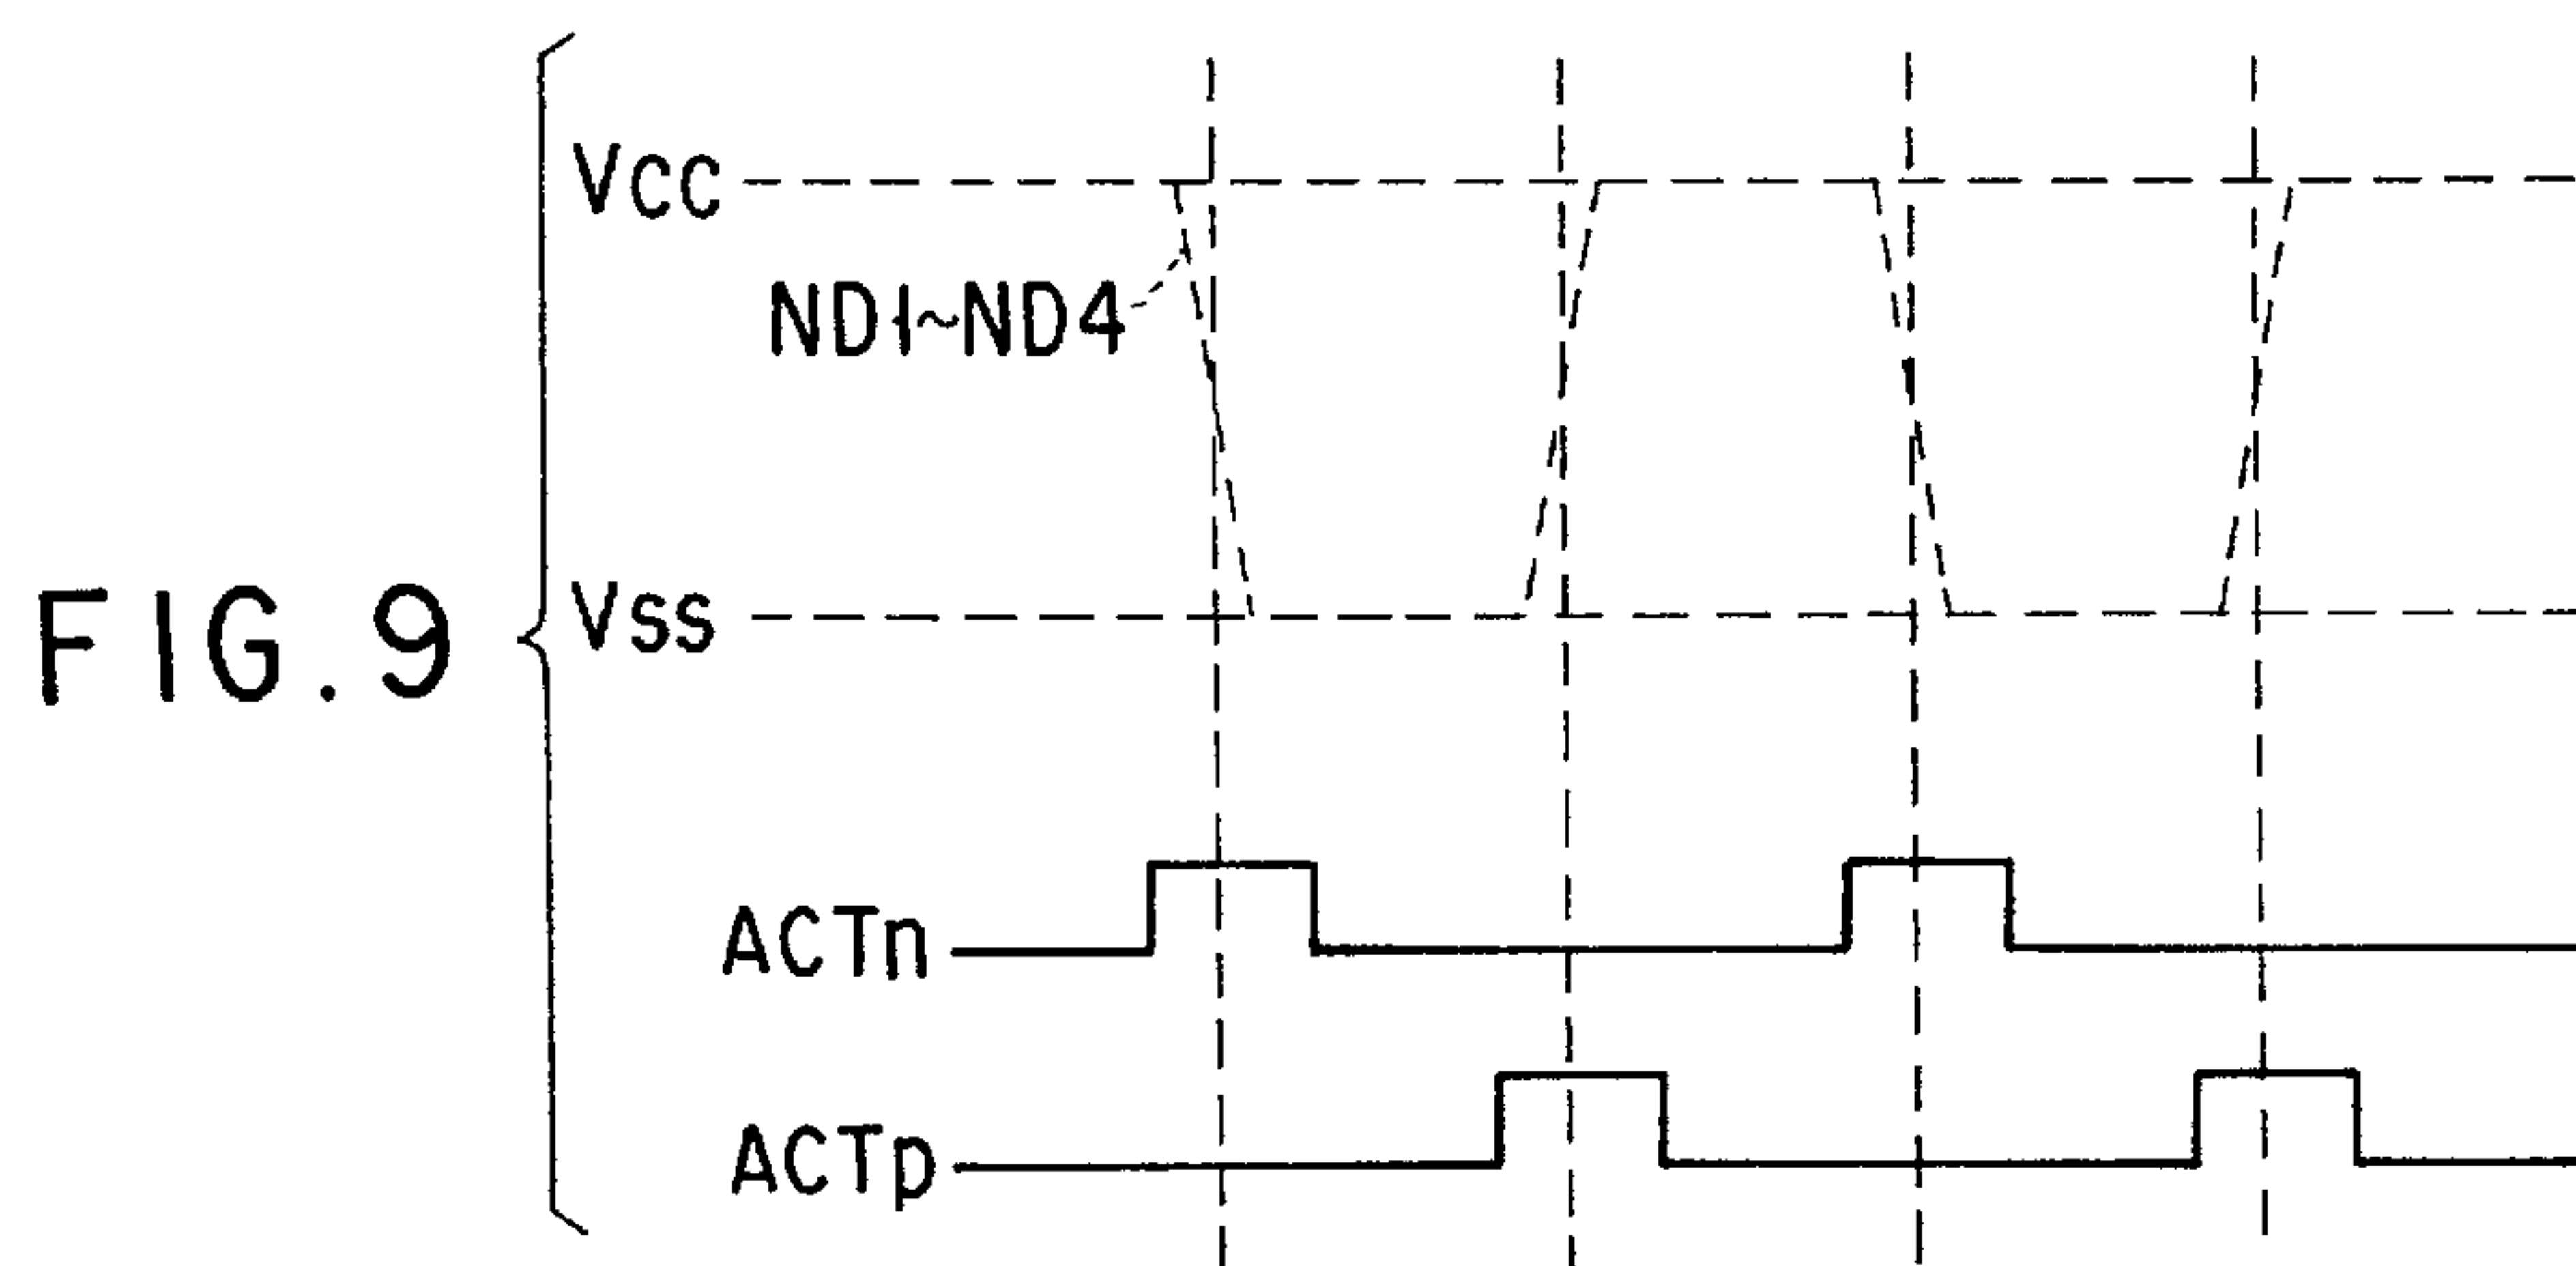 VCC
ND1~ND4
FIG. 9
VSS
ACTn
ACTp